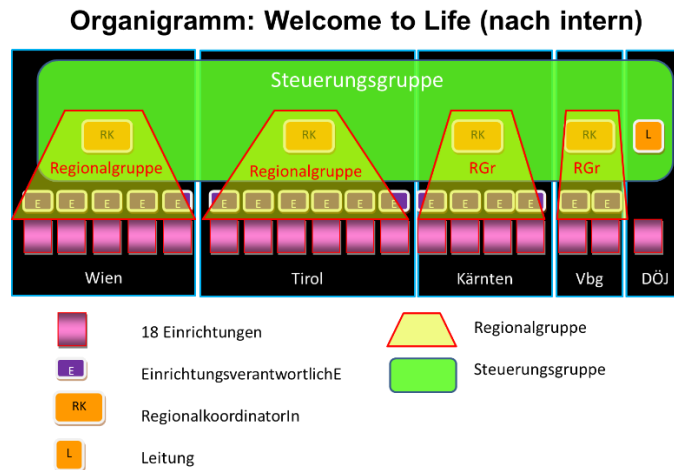 Organigramm: Welcome to Life (nach intern)
Steuerungsgruppe
RK RK RK RK L
Regionalgruppe Regionalgruppe RGr RGr
E E E E E E E E E E E E E E E E E
Wien Tirol Kärnten Vbg DÖJ
18 Einrichtungen
Regionalgruppe
E
EinrichtungsverantwortlichE
Steuerungsgruppe
RK
RegionalkoordinatorIn
L
Leitung